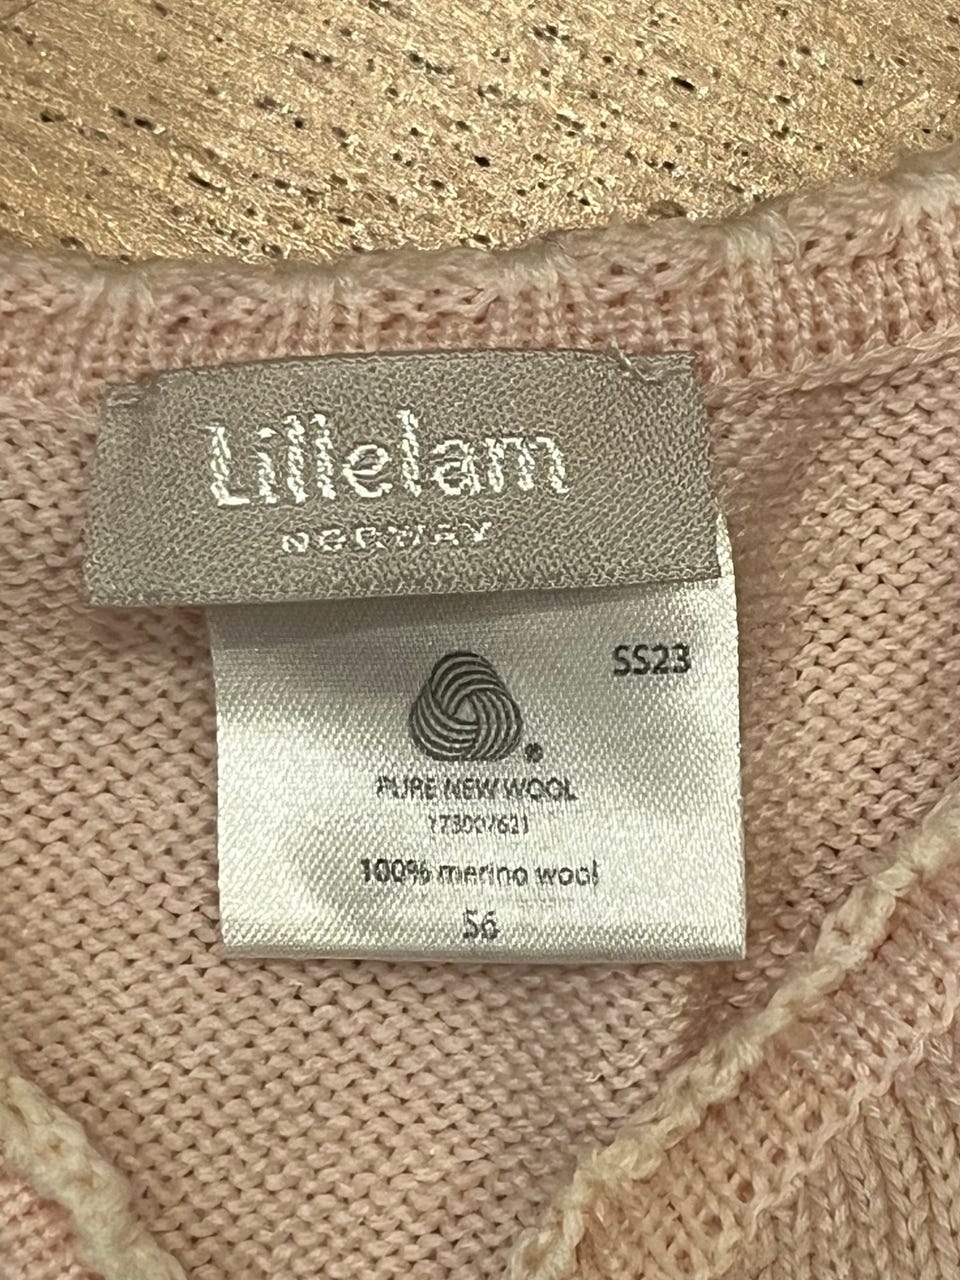 Lillelam
NORWAY
SS23
®
PURE NEW WOOL
100% merino wool
56